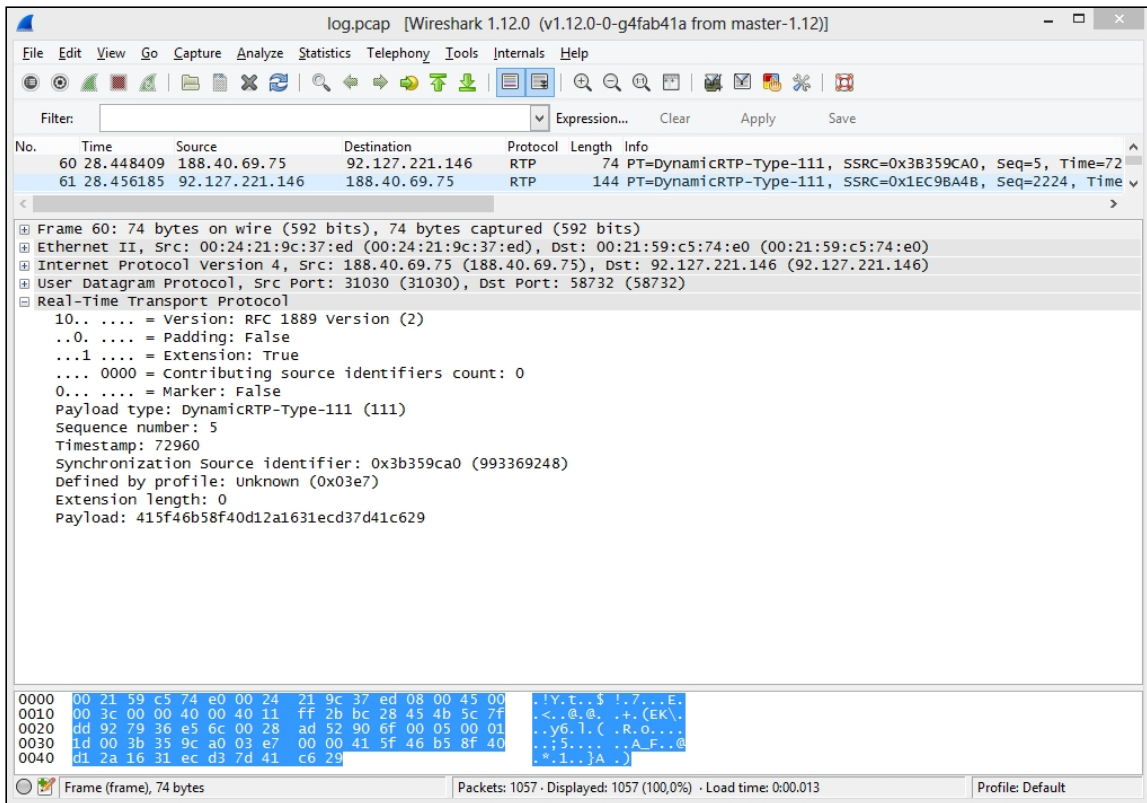 log.pcap [Wireshark 1.12.0 (v1.12.0-0-g4fab41a from master-1.12)]
File Edit View Go Capture Analyze Statistics Telephony Tools Internals Help
Filter: Expression... Clear Apply Save
No. Time Source Destination Protocol Length Info
60 28.448409 188.40.69.75 92.127.221.146 RTP 74 PT=DynamicRTP-Type-111, SSRC=0x3B359CA0, Seq=5, Time=72
61 28.456185 92.127.221.146 188.40.69.75 RTP 144 PT=DynamicRTP-Type-111, SSRC=0x1EC9BA4B, Seq=2224, Time
Frame 60: 74 bytes on wire (592 bits), 74 bytes captured (592 bits)
Ethernet II, Src: 00:24:21:9c:37:ed (00:24:21:9c:37:ed), Dst: 00:21:59:c5:74:e0 (00:21:59:c5:74:e0)
Internet Protocol Version 4, Src: 188.40.69.75 (188.40.69.75), Dst: 92.127.221.146 (92.127.221.146)
User Datagram Protocol, Src Port: 31030 (31030), Dst Port: 58732 (58732)
Real-Time Transport Protocol
10.. .... = Version: RFC 1889 Version (2)
..0. .... = Padding: False
...1 .... = Extension: True
.... 0000 = Contributing source identifiers count: 0
0... .... = Marker: False
Payload type: DynamicRTP-Type-111 (111)
Sequence number: 5
Timestamp: 72960
Synchronization Source identifier: 0x3b359ca0 (993369248)
Defined by profile: Unknown (0x03e7)
Extension length: 0
Payload: 415f46b58f40d12a1631ecd37d41c629
0000 00 21 59 c5 74 e0 00 24 21 9c 37 ed 08 00 45 00 .!Y.t..$ !.7...E.
0010 00 3c 00 00 40 00 40 11 ff 2b bc 28 45 4b 5c 7f .<..@.@. .+.(EK\.
0020 dd 92 79 36 e5 6c 00 28 ad 52 90 6f 00 05 00 01 ..y6.l.( .R.o....
0030 1d 00 3b 35 9c a0 03 e7 00 00 41 5f 46 b5 8f 40 ..;5.... ..A_F..@
0040 d1 2a 16 31 ec d3 7d 41 c6 29 .*.1..}A .)
Frame (frame), 74 bytes Packets: 1057 · Displayed: 1057 (100,0%) · Load time: 0:00.013 Profile: Default